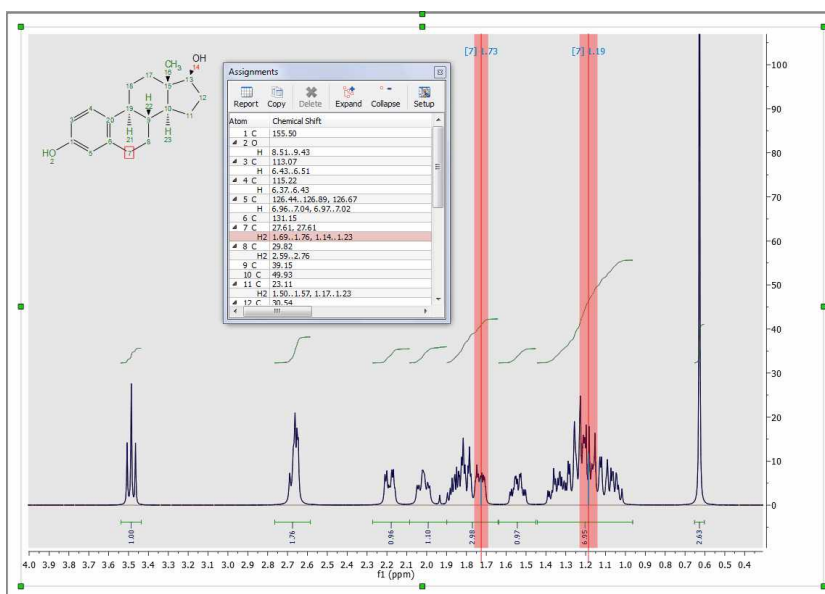 [7] 1.73
[7] 1.19
OH
14
CH3
16
17
13
18
15
12
H
22
4
19
10
11
3
20
9
H
21
H
23
1
6
8
HO
2
5
7
Assignments
Report Copy Delete Expand Collapse Setup
Atom Chemical Shift
1 C 155.50
2 O
H 8.51..9.43
3 C 113.07
H 6.43..6.51
4 C 115.22
H 6.37..6.43
5 C 126.44..126.89, 126.67
H 6.96..7.04, 6.97..7.02
6 C 131.15
7 C 27.61, 27.61
H2 1.69..1.76, 1.14..1.23
8 C 29.82
H2 2.59..2.76
9 C 39.15
10 C 49.93
11 C 23.11
H2 1.50..1.57, 1.17..1.23
12 C 30.54
100
90
80
70
60
50
40
30
20
10
0
1.00 1.76 0.96 1.10 2.98 0.97 6.95 2.63
4.0 3.9 3.8 3.7 3.6 3.5 3.4 3.3 3.2 3.1 3.0 2.9 2.8 2.7 2.6 2.5 2.4 2.3 2.2 2.1 2.0 1.9 1.8 1.7 1.6 1.5 1.4 1.3 1.2 1.1 1.0 0.9 0.8 0.7 0.6 0.5 0.4
f1 (ppm)